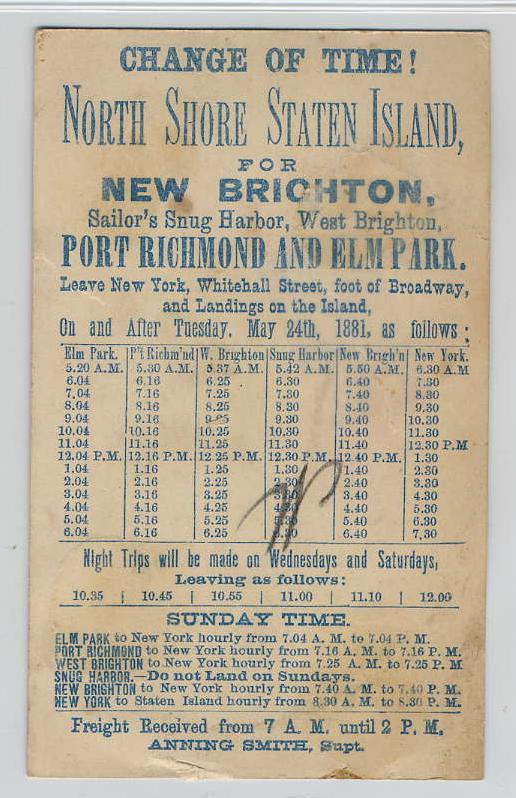 CHANGE OF TIME!
NORTH SHORE STATEN ISLAND,
FOR
NEW BRIGHTON,
Sailor's Snug Harbor, West Brighton,
PORT RICHMOND AND ELM PARK.
Leave New York, Whitehall Street, foot of Broadway,
and Landings on the Island,
On and After Tuesday, May 24th, 1881, as follows:
Elm Park. P't Richm'nd W. Brighton Snug Harbor New Brigh'n New York.
5.20 A.M. 5.30 A.M. 5.37 A.M. 5.42 A.M. 5.50 A.M. 6.30 A.M
6.04 6.16 6.25 6.30 6.40 7.30
7.04 7.16 7.25 7.30 7.40 8.30
8.04 8.16 8.25 8.30 8.40 9.30
9.04 9.16 9.25 9.30 9.40 10.30
10.04 10.16 10.25 10.30 10.40 11.30
11.04 11.16 11.25 11.30 11.40 12.30 P.M
12.04 P.M. 12.16 P.M. 12 25 P.M. 12.30 P.M. 12.40 P.M. 1.30
1.04 1.16 1.25 1.30 1.40 2.30
2.04 2.16 2.25 2.30 2.40 3.30
3.04 3.16 3.25 3.30 3.40 4.30
4.04 4.16 4.25 4.30 4.40 5.30
5.04 5.16 5.25 5.30 5.40 6.30
6.04 6.16 6.25 6.30 6.40 7,30
Night Trips will be made on Wednesdays and Saturdays,
Leaving as follows:
10.35 | 10.45 | 10.55 | 11.00 | 11.10 | 12.00
SUNDAY TIME.
ELM PARK to New York hourly from 7.04 A. M. to 7.04 P. M.
PORT RICHMOND to New York hourly from 7.16 A. M. to 7.16 P. M.
WEST BRIGHTON to New York hourly from 7.25 A. M. to 7.25 P. M
SNUG HARBOR.—Do not Land on Sundays.
NEW BRIGHTON to New York hourly from 7.40 A. M. to 7.40 P. M.
NEW YORK to Staten Island hourly from 8.30 A. M. to 8.30 P. M.
Freight Received from 7 A. M. until 2 P. M.
ANNING SMITH, Supt.